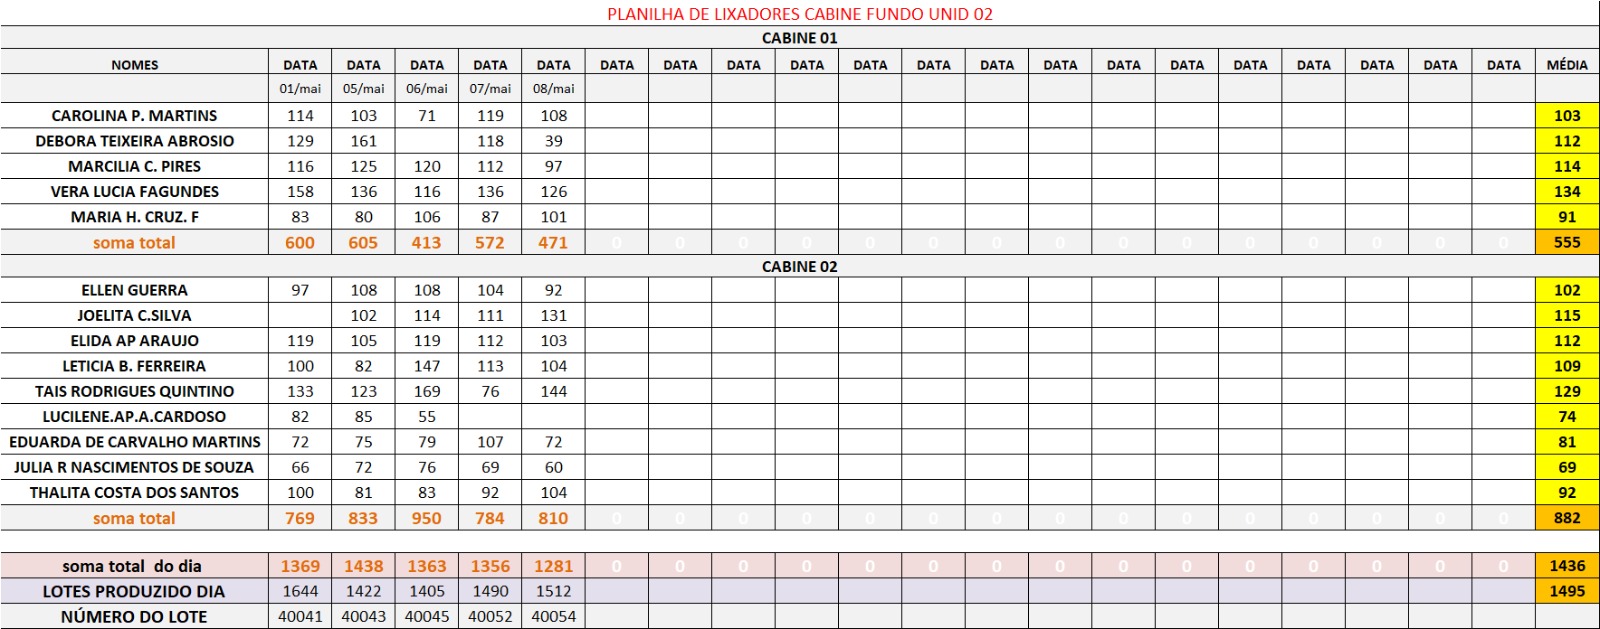 PLANILHA DE LIXADORES CABINE FUNDO UNID 02
CABINE 01
NOMES DATA DATA DATA DATA DATA DATA DATA DATA DATA DATA DATA DATA DATA DATA DATA DATA DATA DATA DATA DATA MÉDIA
01/mai 05/mai 06/mai 07/mai 08/mai
CAROLINA P. MARTINS 114 103 71 119 108 103
DEBORA TEIXEIRA ABROSIO 129 161 118 39 112
MARCILIA C. PIRES 116 125 120 112 97 114
VERA LUCIA FAGUNDES 158 136 116 136 126 134
MARIA H. CRUZ. F 83 80 106 87 101 91
soma total 600 605 413 572 471 0 0 0 0 0 0 0 0 0 0 0 0 0 0 0 555
CABINE 02
ELLEN GUERRA 97 108 108 104 92 102
JOELITA C.SILVA 102 114 111 131 115
ELIDA AP ARAUJO 119 105 119 112 103 112
LETICIA B. FERREIRA 100 82 147 113 104 109
TAIS RODRIGUES QUINTINO 133 123 169 76 144 129
LUCILENE.AP.A.CARDOSO 82 85 55 74
EDUARDA DE CARVALHO MARTINS 72 75 79 107 72 81
JULIA R NASCIMENTOS DE SOUZA 66 72 76 69 60 69
THALITA COSTA DOS SANTOS 100 81 83 92 104 92
soma total 769 833 950 784 810 0 0 0 0 0 0 0 0 0 0 0 0 0 0 0 882
soma total do dia 1369 1438 1363 1356 1281 0 0 0 0 0 0 0 0 0 0 0 0 0 0 0 1436
LOTES PRODUZIDO DIA 1644 1422 1405 1490 1512 1495
NÚMERO DO LOTE 40041 40043 40045 40052 40054